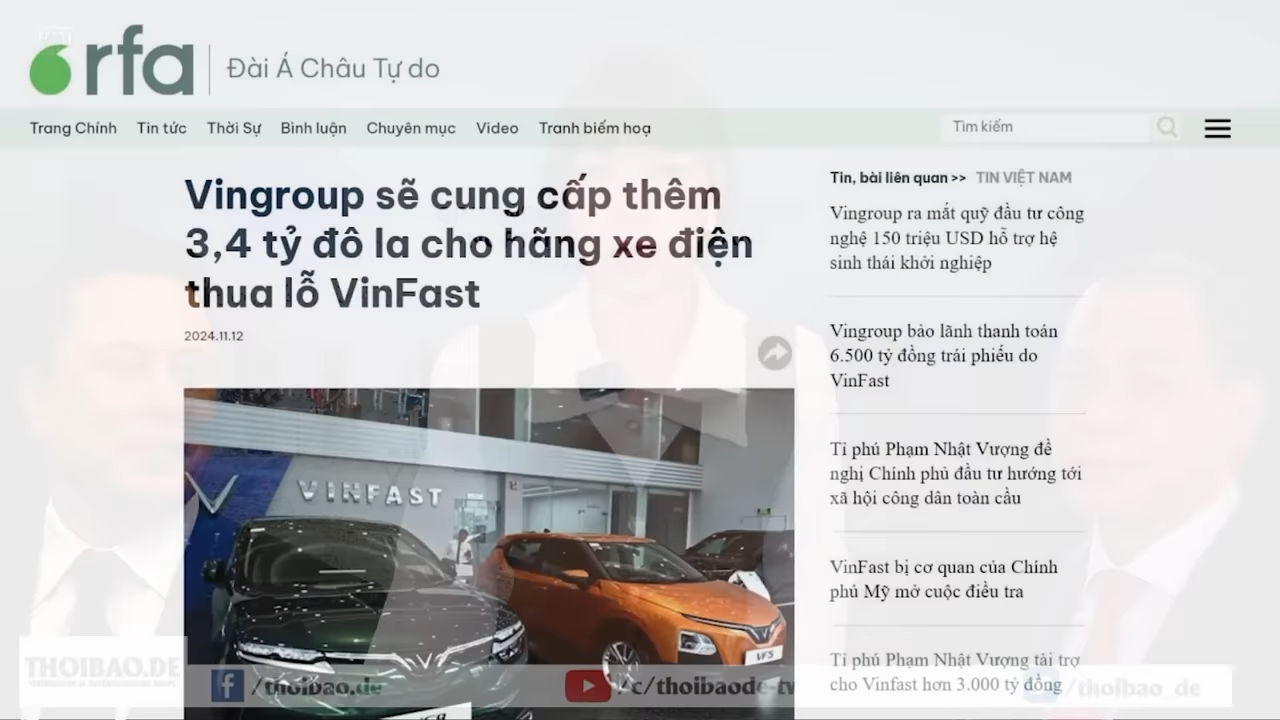 rfa
Đài Á Châu Tự do
Trang Chính Tin tức Thời Sự Bình luận Chuyên mục Video Tranh biếm hoạ
Tìm kiếm
Vingroup sẽ cung cấp thêm
3,4 tỷ đô la cho hãng xe điện
thua lỗ VinFast
2024.11.12
VINFAST
VF5
Tin, bài liên quan >> TIN VIỆT NAM
Vingroup ra mắt quỹ đầu tư công
nghệ 150 triệu USD hỗ trợ hệ
sinh thái khởi nghiệp
Vingroup bảo lãnh thanh toán
6.500 tỷ đồng trái phiếu do
VinFast
Tỉ phú Phạm Nhật Vượng đề
nghị Chính phủ đầu tư hướng tới
xã hội công dân toàn cầu
VinFast bị cơ quan của Chính
phủ Mỹ mở cuộc điều tra
Tỉ phú Phạm Nhật Vượng tài trợ
cho Vinfast hơn 3.000 tỷ đồng
THOIBAO.DE
/thoibao.de
/c/thoibaode-tv
/thoibao_de